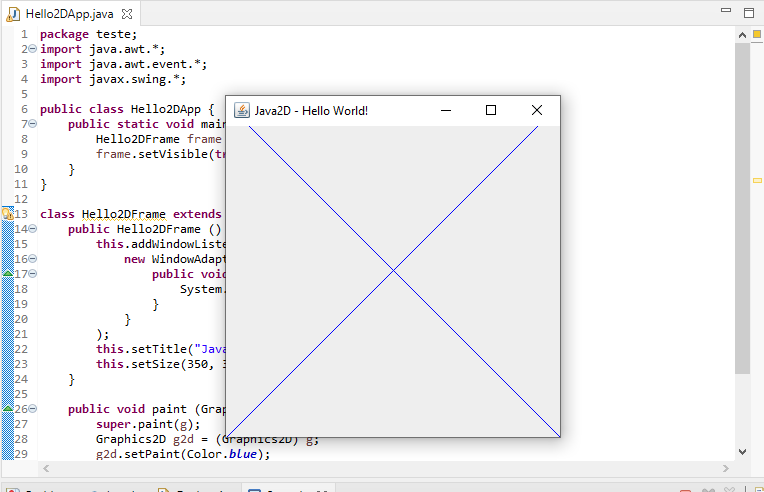 Hello2DApp.java
1 package teste;
2 import java.awt.*;
3 import java.awt.event.*;
4 import javax.swing.*;
5
6 public class Hello2DApp {
7 public static void main
8 Hello2DFrame frame
9 frame.setVisible(tr
10 }
11 }
12
13 class Hello2DFrame extends
14 public Hello2DFrame ()
15 this.addWindowListe
16 new WindowAdapt
17 public void
18 System.
19 }
20 }
21 );
22 this.setTitle("Java
23 this.setSize(350, 3
24 }
25
26 public void paint (Gra
27 super.paint(g);
28 Graphics2D g2d = (Graphics2D) g;
29 g2d.setPaint(Color.blue);
Java2D - Hello World!